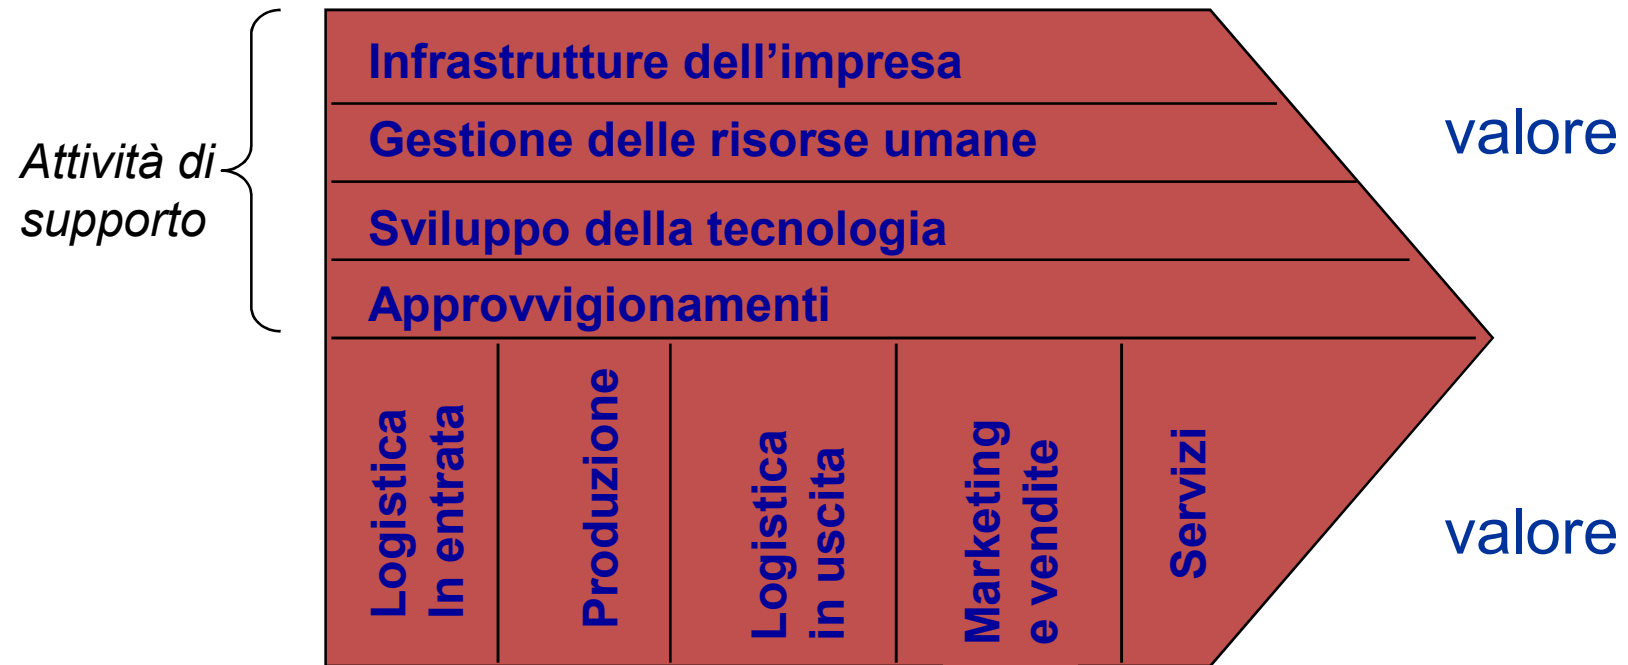 Infrastrutture dell’impresa
Gestione delle risorse umane
Sviluppo della tecnologia
Approvvigionamenti
Attività di
supporto
valore
Logistica
In entrata
Produzione
Logistica
in uscita
Marketing
e vendite
Servizi
valore